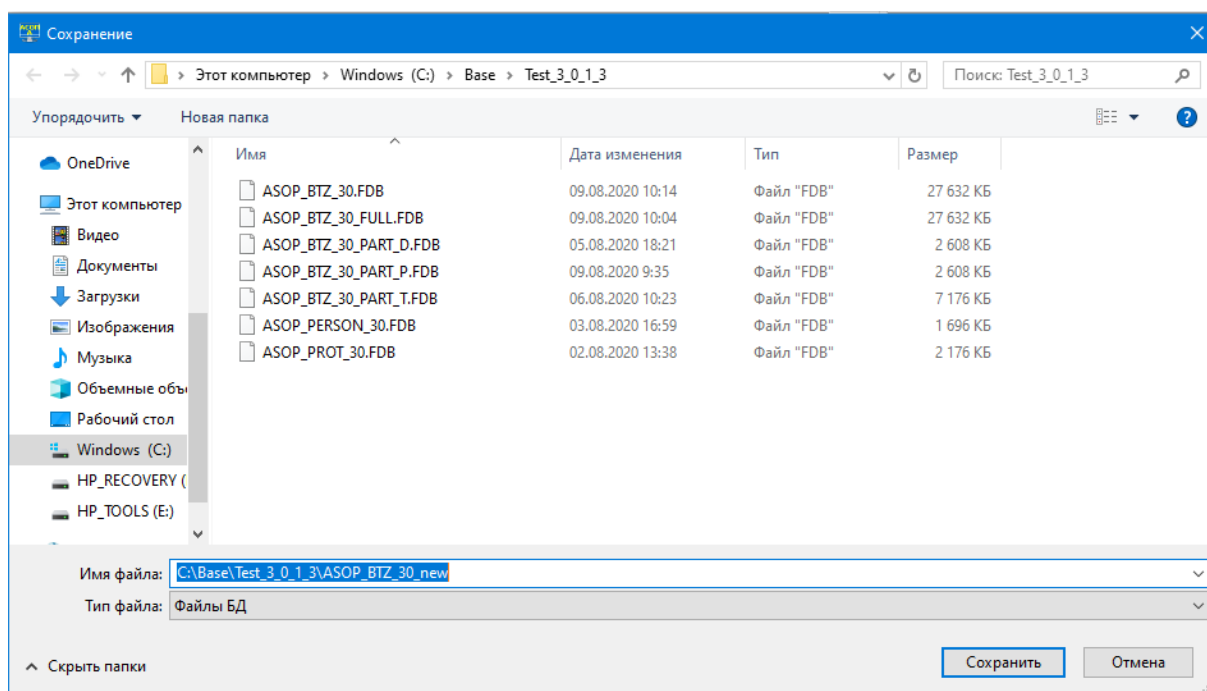 АСОП
Сохранение
Этот компьютер > Windows (C:) > Base > Test_3_0_1_3
Поиск: Test_3_0_1_3
Упорядочить
Новая папка
OneDrive
Этот компьютер
Видео
Документы
Загрузки
Изображения
Музыка
Объемные объ
Рабочий стол
Windows (C:)
HP_RECOVERY (
HP_TOOLS (E:)
Имя Дата изменения Тип Размер
ASOP_BTZ_30.FDB 09.08.2020 10:14 Файл "FDB" 27 632 КБ
ASOP_BTZ_30_FULL.FDB 09.08.2020 10:04 Файл "FDB" 27 632 КБ
ASOP_BTZ_30_PART_D.FDB 05.08.2020 18:21 Файл "FDB" 2 608 КБ
ASOP_BTZ_30_PART_P.FDB 09.08.2020 9:35 Файл "FDB" 2 608 КБ
ASOP_BTZ_30_PART_T.FDB 06.08.2020 10:23 Файл "FDB" 7 176 КБ
ASOP_PERSON_30.FDB 03.08.2020 16:59 Файл "FDB" 1 696 КБ
ASOP_PROT_30.FDB 02.08.2020 13:38 Файл "FDB" 2 176 КБ
Имя файла: C:\Base\Test_3_0_1_3\ASOP_BTZ_30_new
Тип файла: Файлы БД
Скрыть папки
Сохранить
Отмена